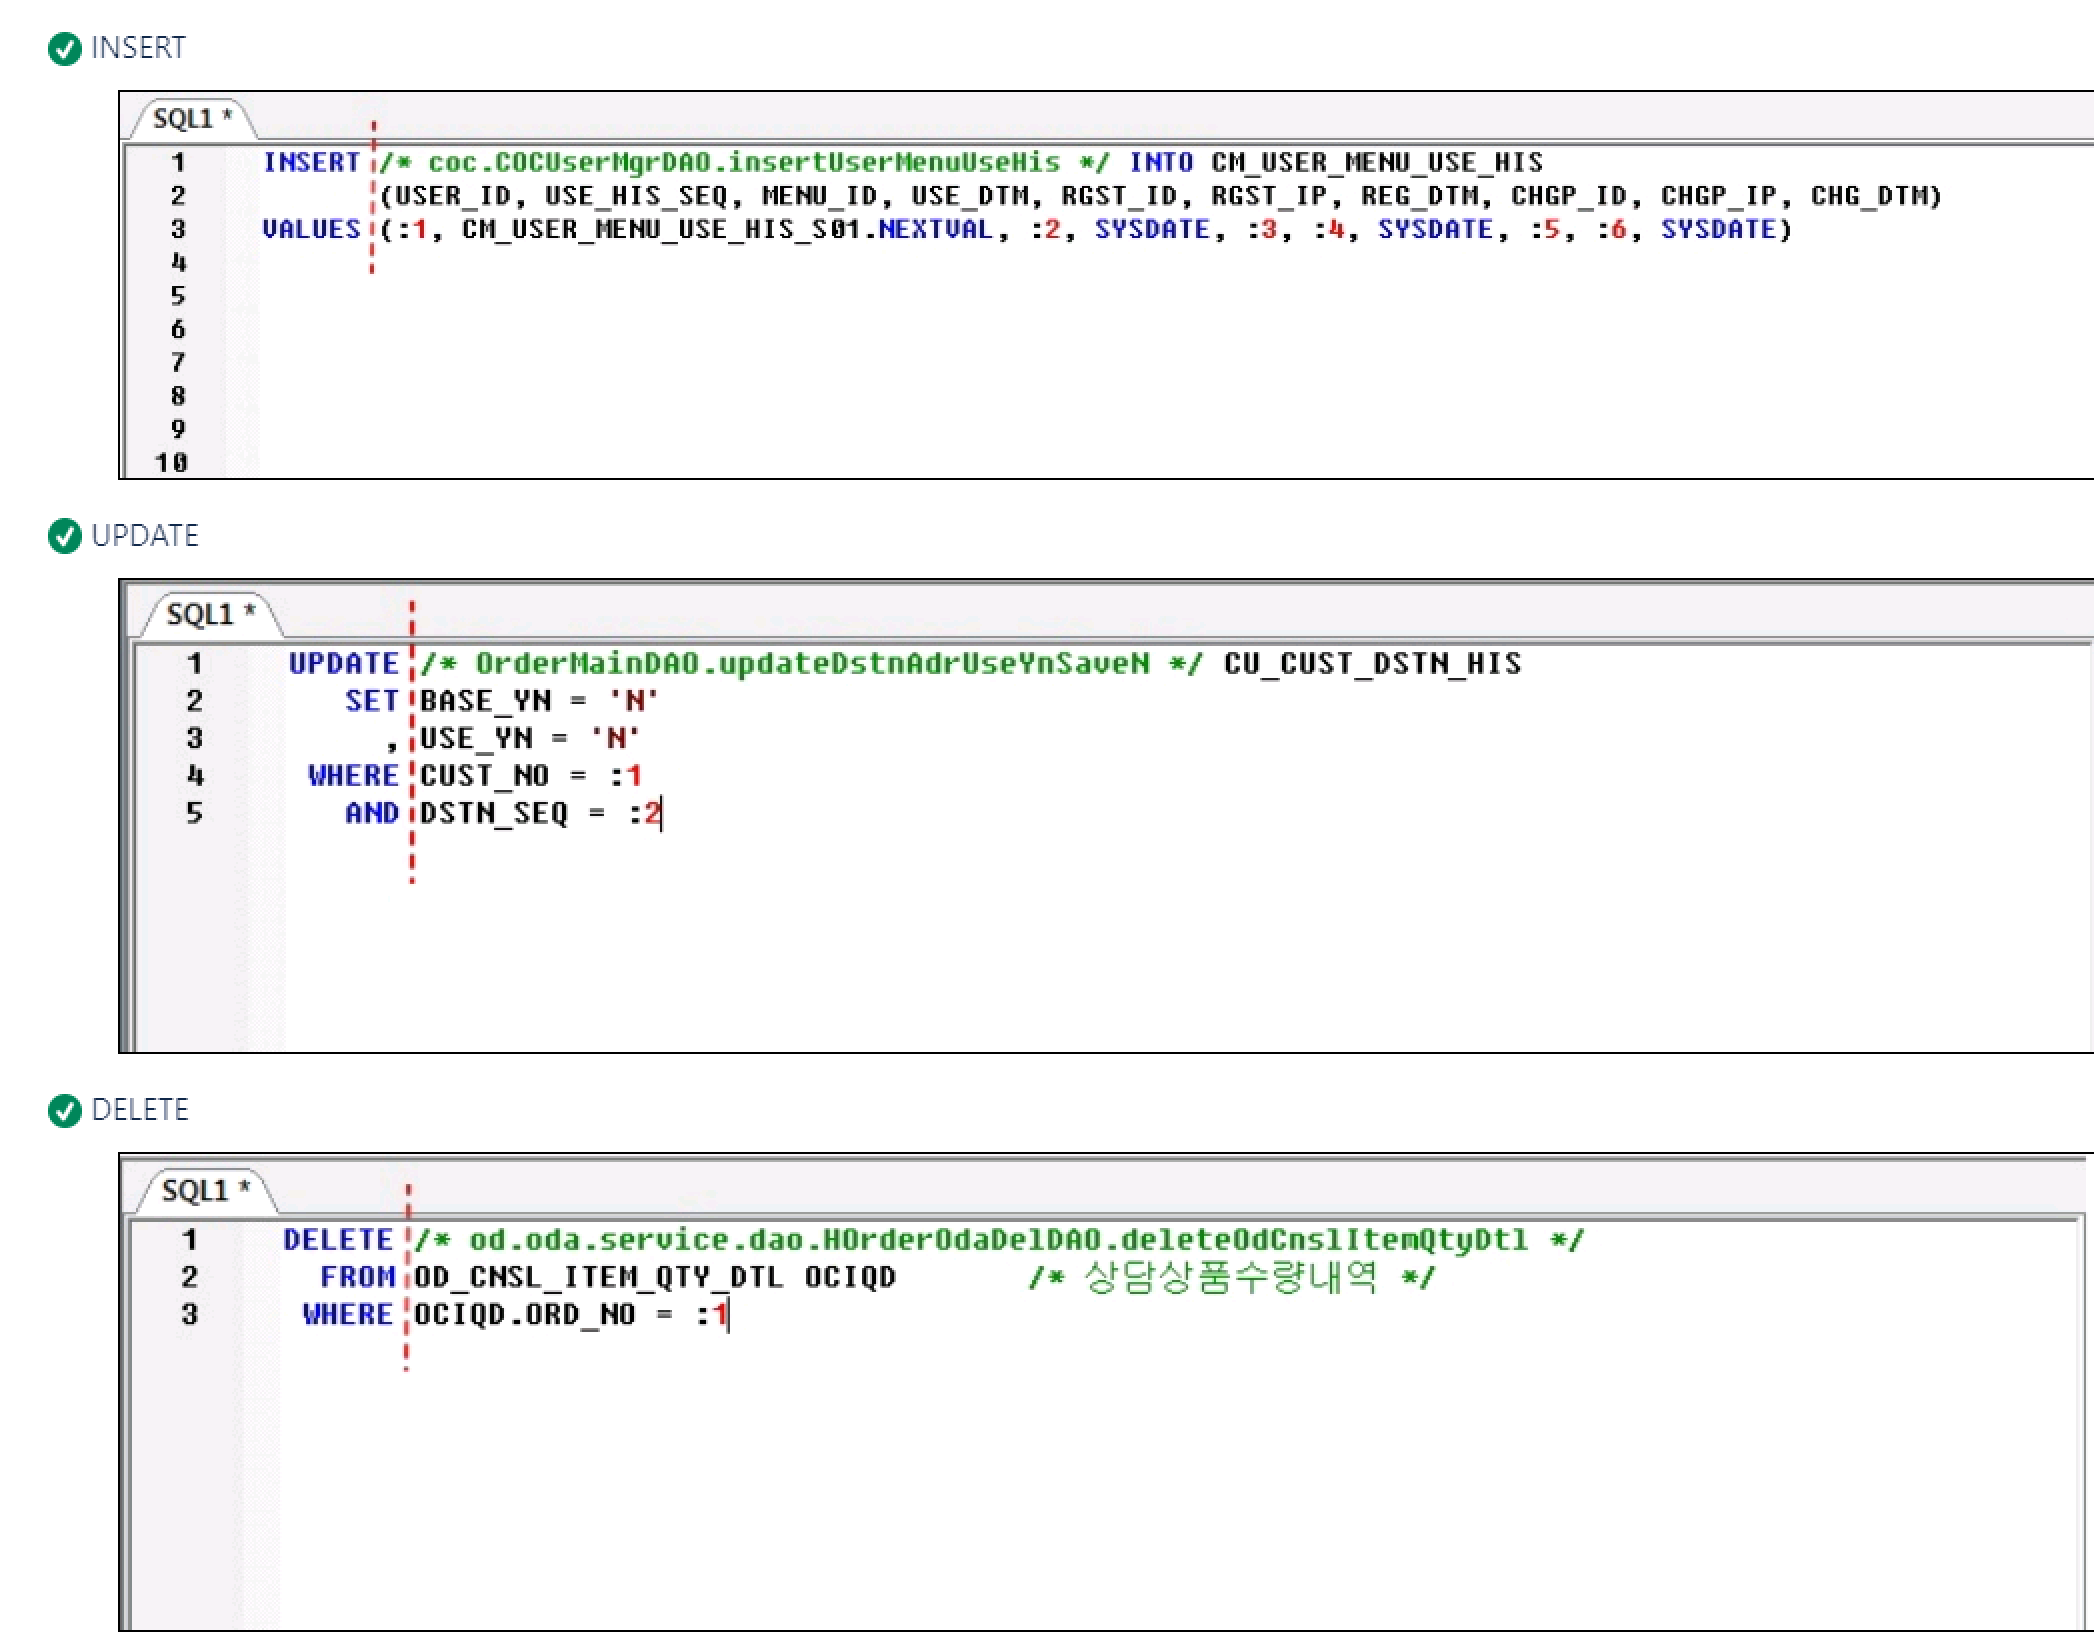 INSERT
SQL1 *
1 INSERT /* coc.COCUserMgrDAO.insertUserMenuUseHis */ INTO CM_USER_MENU_USE_HIS
2 (USER_ID, USE_HIS_SEQ, MENU_ID, USE_DTM, RGST_ID, RGST_IP, REG_DTM, CHGP_ID, CHGP_IP, CHG_DTM)
3 VALUES (:1, CM_USER_MENU_USE_HIS_S01.NEXTVAL, :2, SYSDATE, :3, :4, SYSDATE, :5, :6, SYSDATE)
4
5
6
7
8
9
10
UPDATE
SQL1 *
1 UPDATE /* OrderMainDAO.updateDstnAdrUseYnSaveN */ CU_CUST_DSTN_HIS
2 SET BASE_YN = 'N'
3 , USE_YN = 'N'
4 WHERE CUST_NO = :1
5 AND DSTN_SEQ = :2
DELETE
SQL1 *
1 DELETE /* od.oda.service.dao.HOrderOdaDelDAO.deleteOdCnslItemQtyDtl */
2 FROM OD_CNSL_ITEM_QTY_DTL OCIQD /* 상담상품수량내역 */
3 WHERE OCIQD.ORD_NO = :1